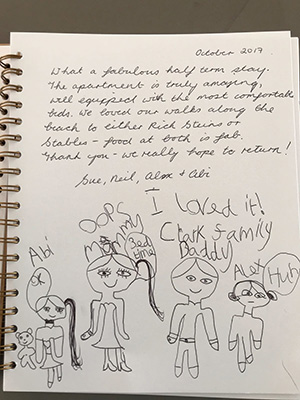 October 2017.
What a fabulous half term stay.
The apartment is truly amazing,
well equipped with the most comfortable
beds. We loved our walks along the
beach to either Rick Steins or
Stables - food at both is fab.
Thank you - we really hope to return!
Sue, Neil, Alex & Abi
I loved it!
Clark family
OOPS
mummy
Bed
time
Daddy
Abi
Alex
Huh